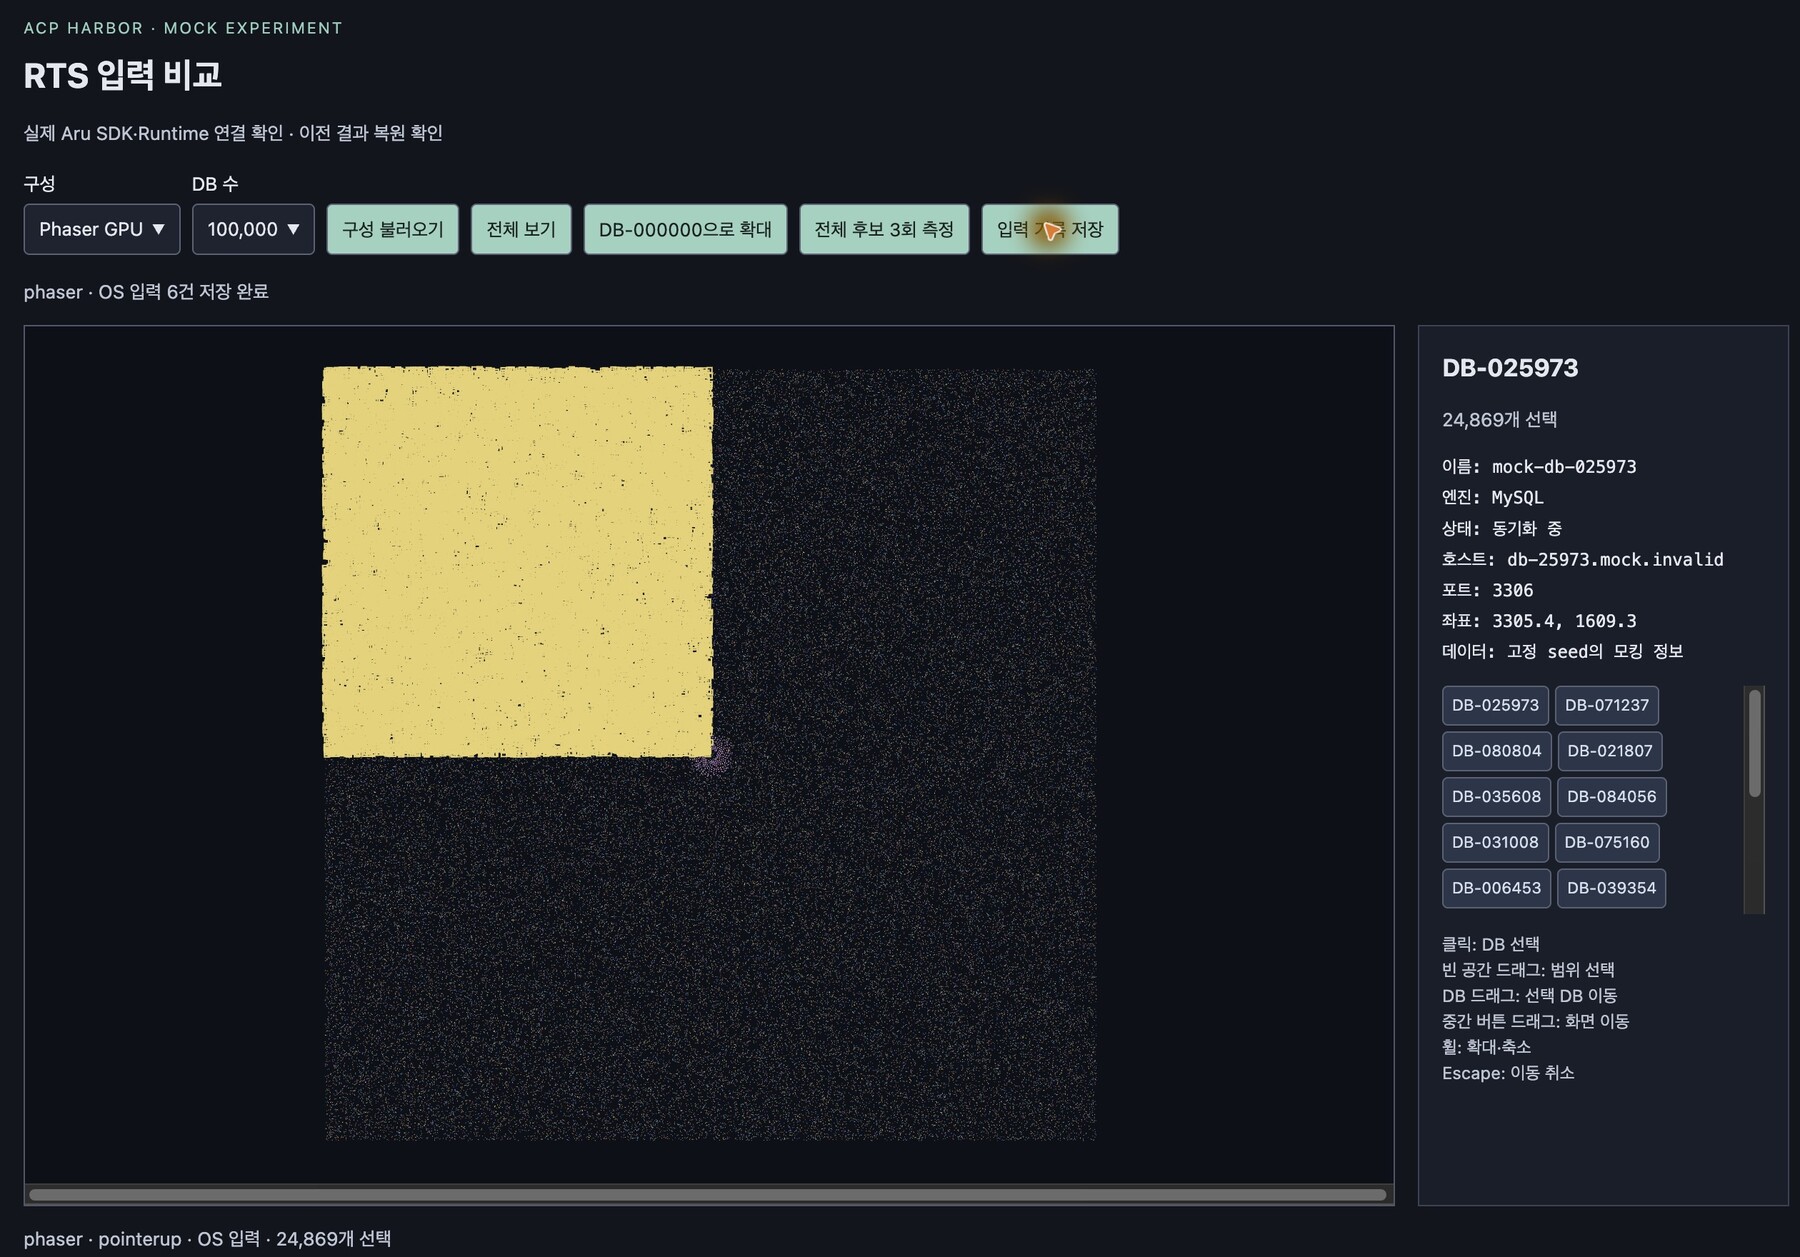 ACP HARBOR · MOCK EXPERIMENT
RTS 입력 비교
실제 Aru SDK·Runtime 연결 확인 · 이전 결과 복원 확인
구성 DB 수
Phaser GPU ▼ 100,000 ▼ 구성 불러오기 전체 보기 DB-000000으로 확대 전체 후보 3회 측정 입력 저장
phaser · OS 입력 6건 저장 완료
DB-025973
24,869개 선택
이름: mock-db-025973
엔진: MySQL
상태: 동기화 중
호스트: db-25973.mock.invalid
포트: 3306
좌표: 3305.4, 1609.3
데이터: 고정 seed의 모킹 정보
DB-025973 DB-071237
DB-080804 DB-021807
DB-035608 DB-084056
DB-031008 DB-075160
DB-006453 DB-039354
클릭: DB 선택
빈 공간 드래그: 범위 선택
DB 드래그: 선택 DB 이동
중간 버튼 드래그: 화면 이동
휠: 확대·축소
Escape: 이동 취소
phaser · pointerup · OS 입력 · 24,869개 선택